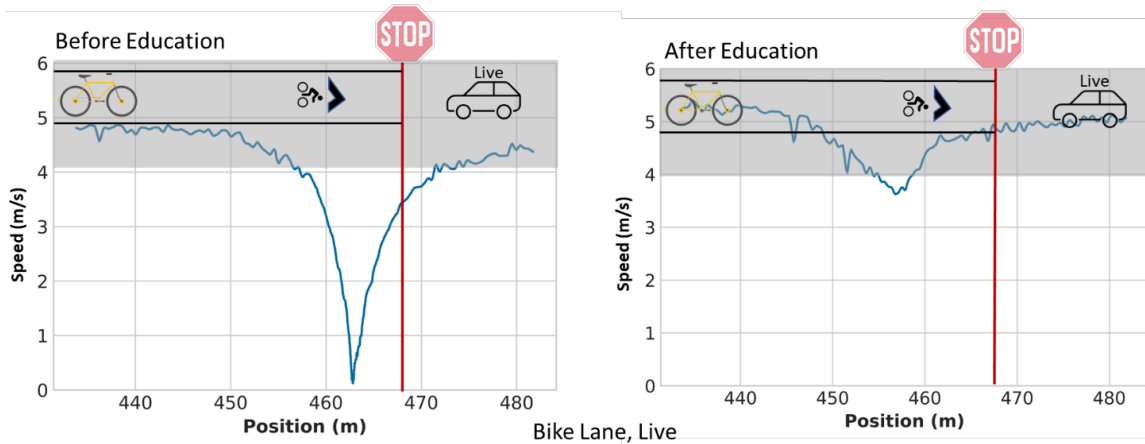 Before Education
STOP
Live
6
5
4
3
2
1
0
Speed (m/s)
440 450 460 470 480
Position (m)
After Education
STOP
Live
6
5
4
3
2
1
0
Speed (m/s)
440 450 460 470 480
Position (m)
Bike Lane, Live